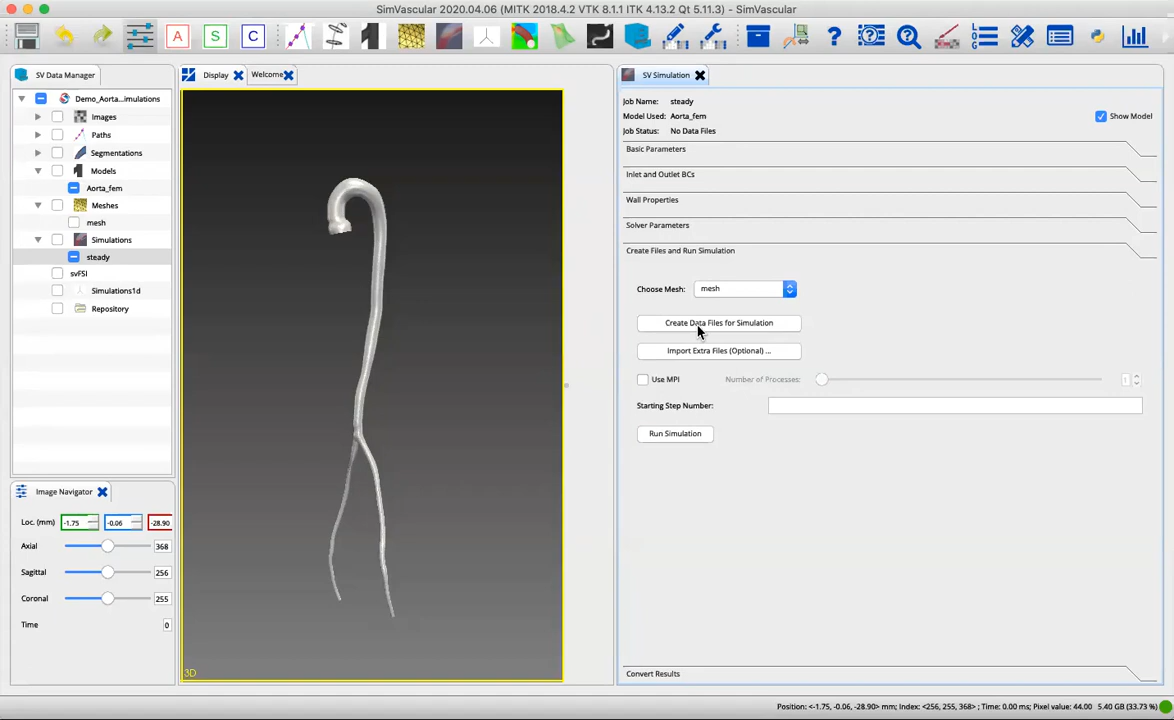 SimVascular 2020.04.06 (MITK 2018.4.2 VTK 8.1.1 ITK 4.13.2 Qt 5.11.3) - SimVascular
A S C
SV Data Manager
Display
Welcome
SV Simulation
Demo_Aorta...imulations
Images
Paths
Segmentations
Models
Aorta_fem
Meshes
mesh
Simulations
steady
svFSI
Simulations1d
Repository
Image Navigator
Loc. (mm) -1.75 -0.06 -28.90
Axial 368
Sagittal 256
Coronal 255
Time 0
3D
Job Name: steady
Model Used: Aorta_fem
Show Model
Job Status: No Data Files
Basic Parameters
Inlet and Outlet BCs
Wall Properties
Solver Parameters
Create Files and Run Simulation
Choose Mesh: mesh
Create Data Files for Simulation
Import Extra Files (Optional) ...
Use MPI Number of Processes: 1
Starting Step Number:
Run Simulation
Convert Results
Position: <-1.75, -0.06, -28.90> mm; Index: <256, 255, 368> ; Time: 0.00 ms; Pixel value: 44.00 5.40 GB (33.73 %)